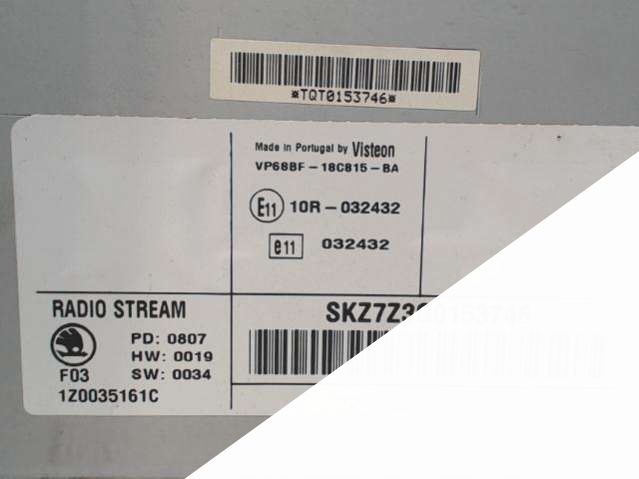 *TQT0153746*
Made in Portugal by Visteon
VP68BF-18C815-BA
E11 10R-032432
e11 032432
RADIO STREAM
PD: 0807
HW: 0019
F03 SW: 0034
1Z0035161C